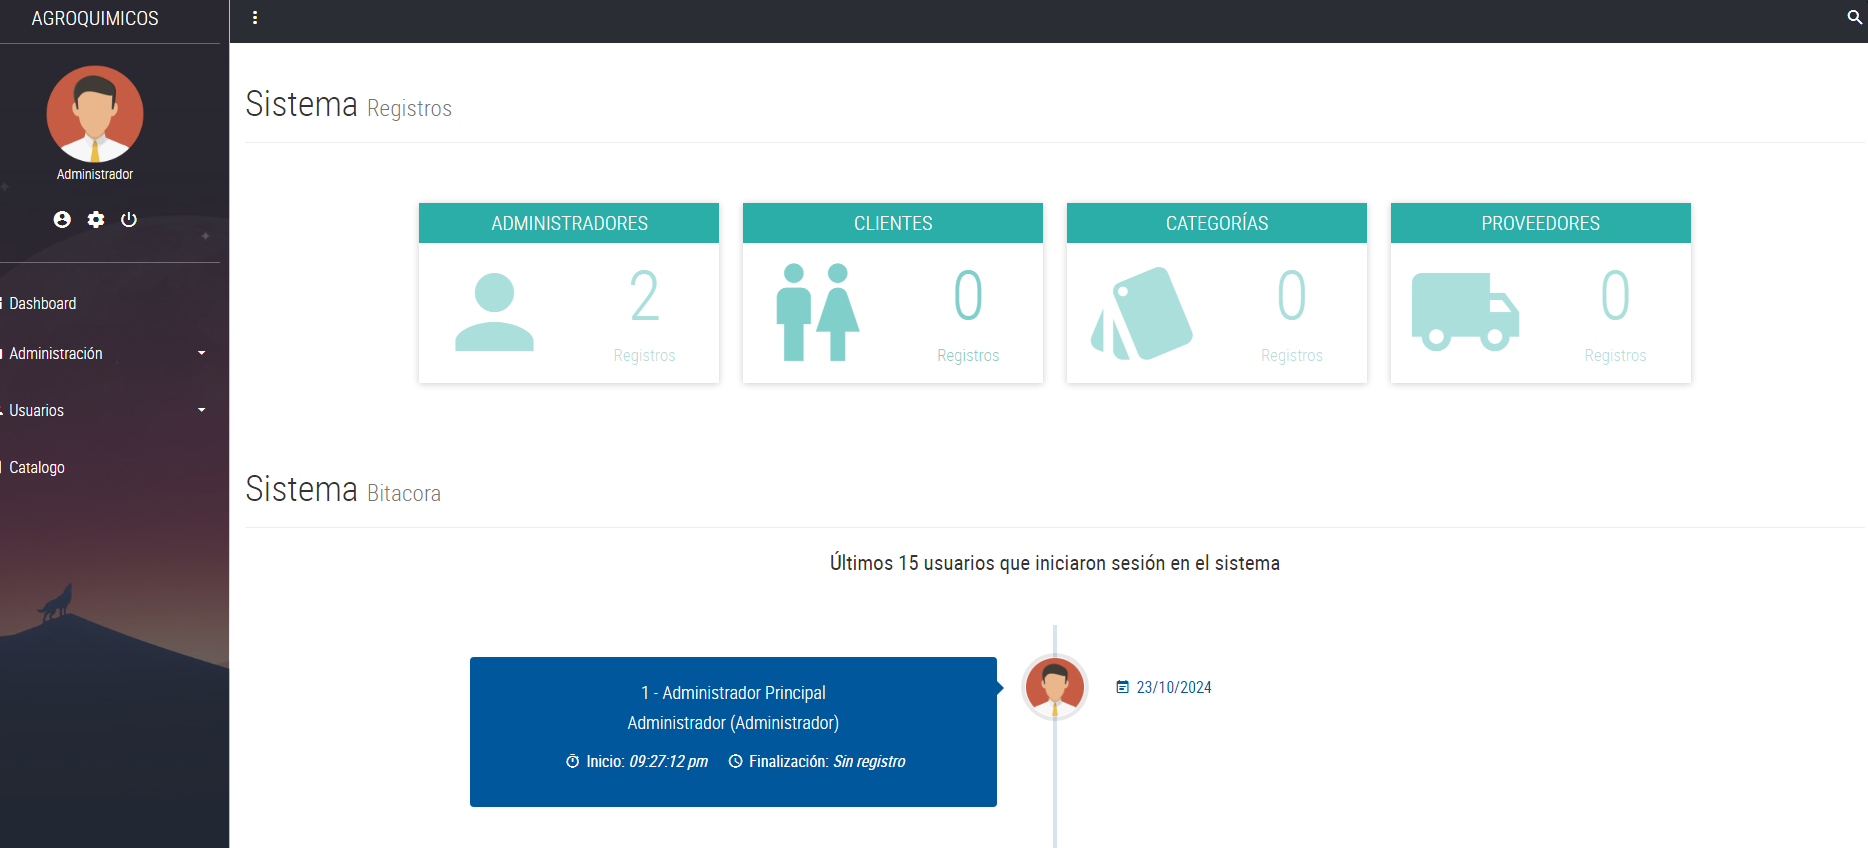 AGROQUIMICOS
Administrador
Dashboard
Administración
Usuarios
Catalogo
Sistema Registros
ADMINISTRADORES
2
Registros
CLIENTES
0
Registros
CATEGORÍAS
0
Registros
PROVEEDORES
0
Registros
Sistema Bitacora
Últimos 15 usuarios que iniciaron sesión en el sistema
1 - Administrador Principal
Administrador (Administrador)
Inicio: 09:27:12 pm Finalización: Sin registro
23/10/2024